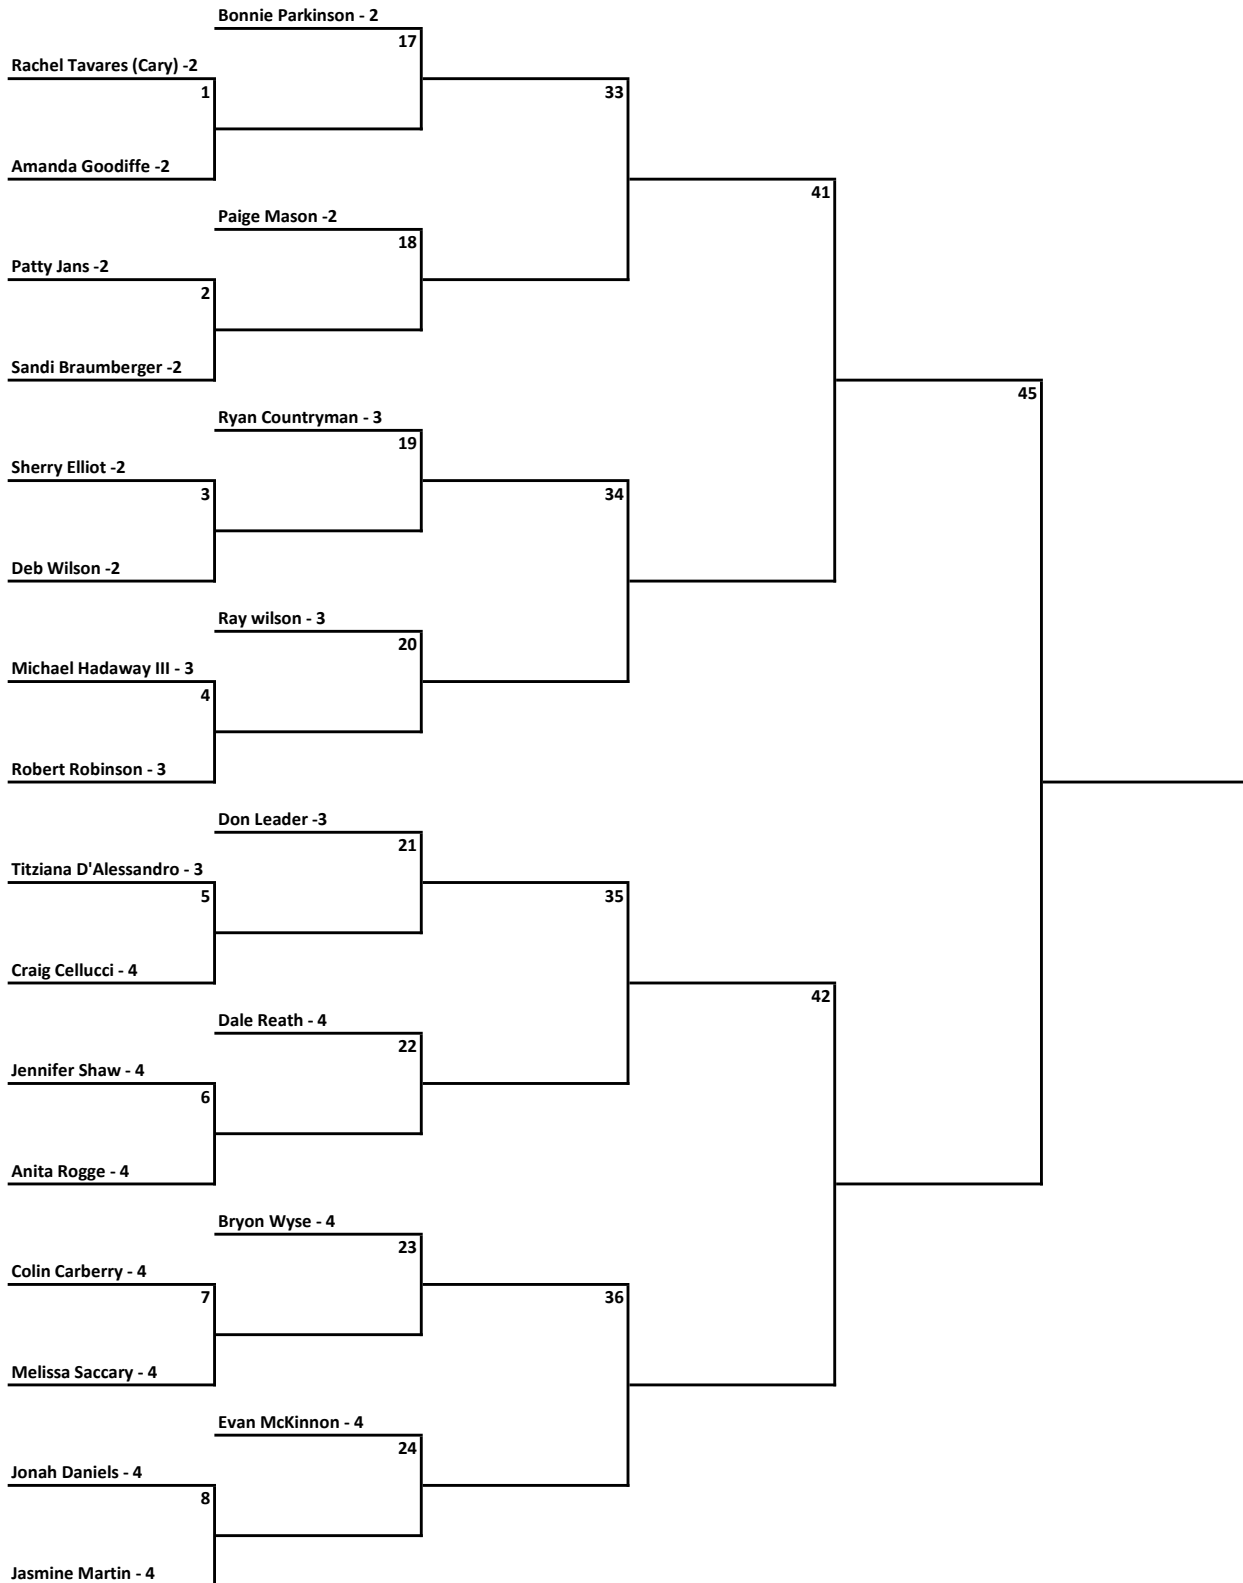 Bonnie Parkinson - 2
17
Rachel Tavares (Cary) -2
1
33
Amanda Goodiffe -2
41
Paige Mason -2
18
Patty Jans -2
2
Sandi Braumberger -2
45
Ryan Countryman - 3
19
Sherry Elliot -2
3
34
Deb Wilson -2
Ray wilson - 3
20
Michael Hadaway III - 3
4
Robert Robinson - 3
Don Leader -3
21
Titziana D'Alessandro - 3
5
35
Craig Cellucci - 4
42
Dale Reath - 4
22
Jennifer Shaw - 4
6
Anita Rogge - 4
Bryon Wyse - 4
23
Colin Carberry - 4
7
36
Melissa Saccary - 4
Evan McKinnon - 4
24
Jonah Daniels - 4
8
Jasmine Martin - 4